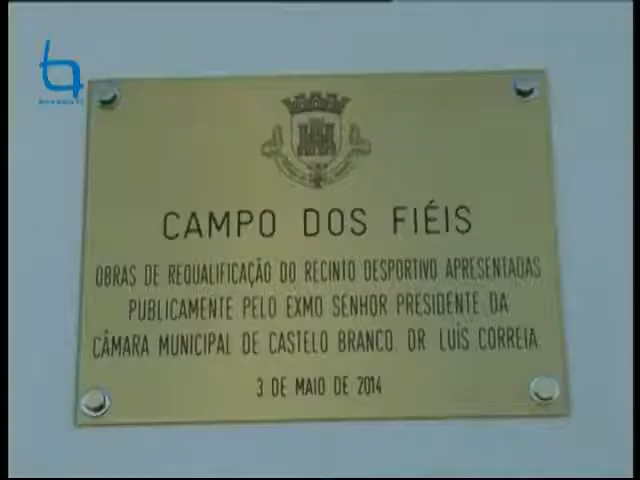 CAMPO DOS FIÉIS
OBRAS DE REQUALIFICAÇÃO DO RECINTO DESPORTIVO APRESENTADAS
PUBLICAMENTE PELO EXMO SENHOR PRESIDENTE DA
CÂMARA MUNICIPAL DE CASTELO BRANCO, DR. LUÍS CORREIA.
3 DE MAIO DE 2014